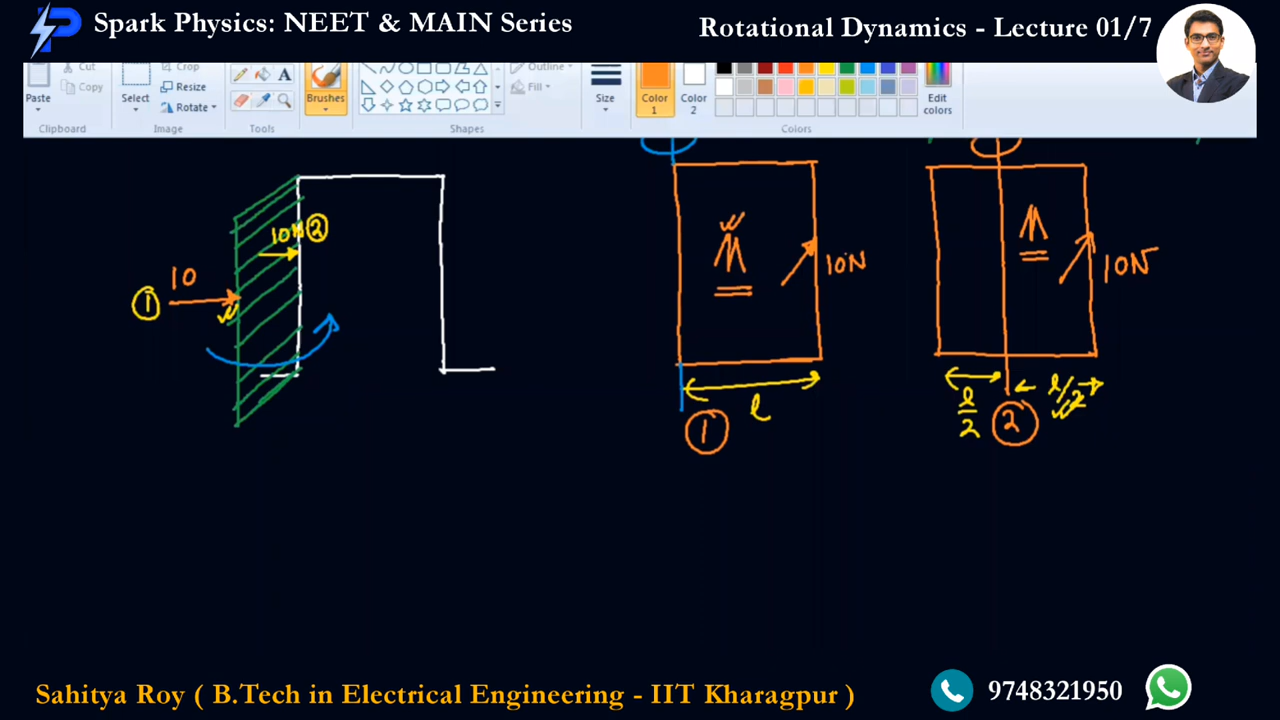 Spark Physics: NEET & MAIN Series
Rotational Dynamics - Lecture 01/7
Cut
Copy
Paste
Clipboard
Crop
Resize
Rotate
Select
Image
A
Tools
Brushes
Outline
Fill
Shapes
Size
Color 1
Color 2
Edit colors
Colors
10N ②
① 10
M
10N
l
①
M
10N
l/2
l/2
②
Sahitya Roy ( B.Tech in Electrical Engineering - IIT Kharagpur )
9748321950